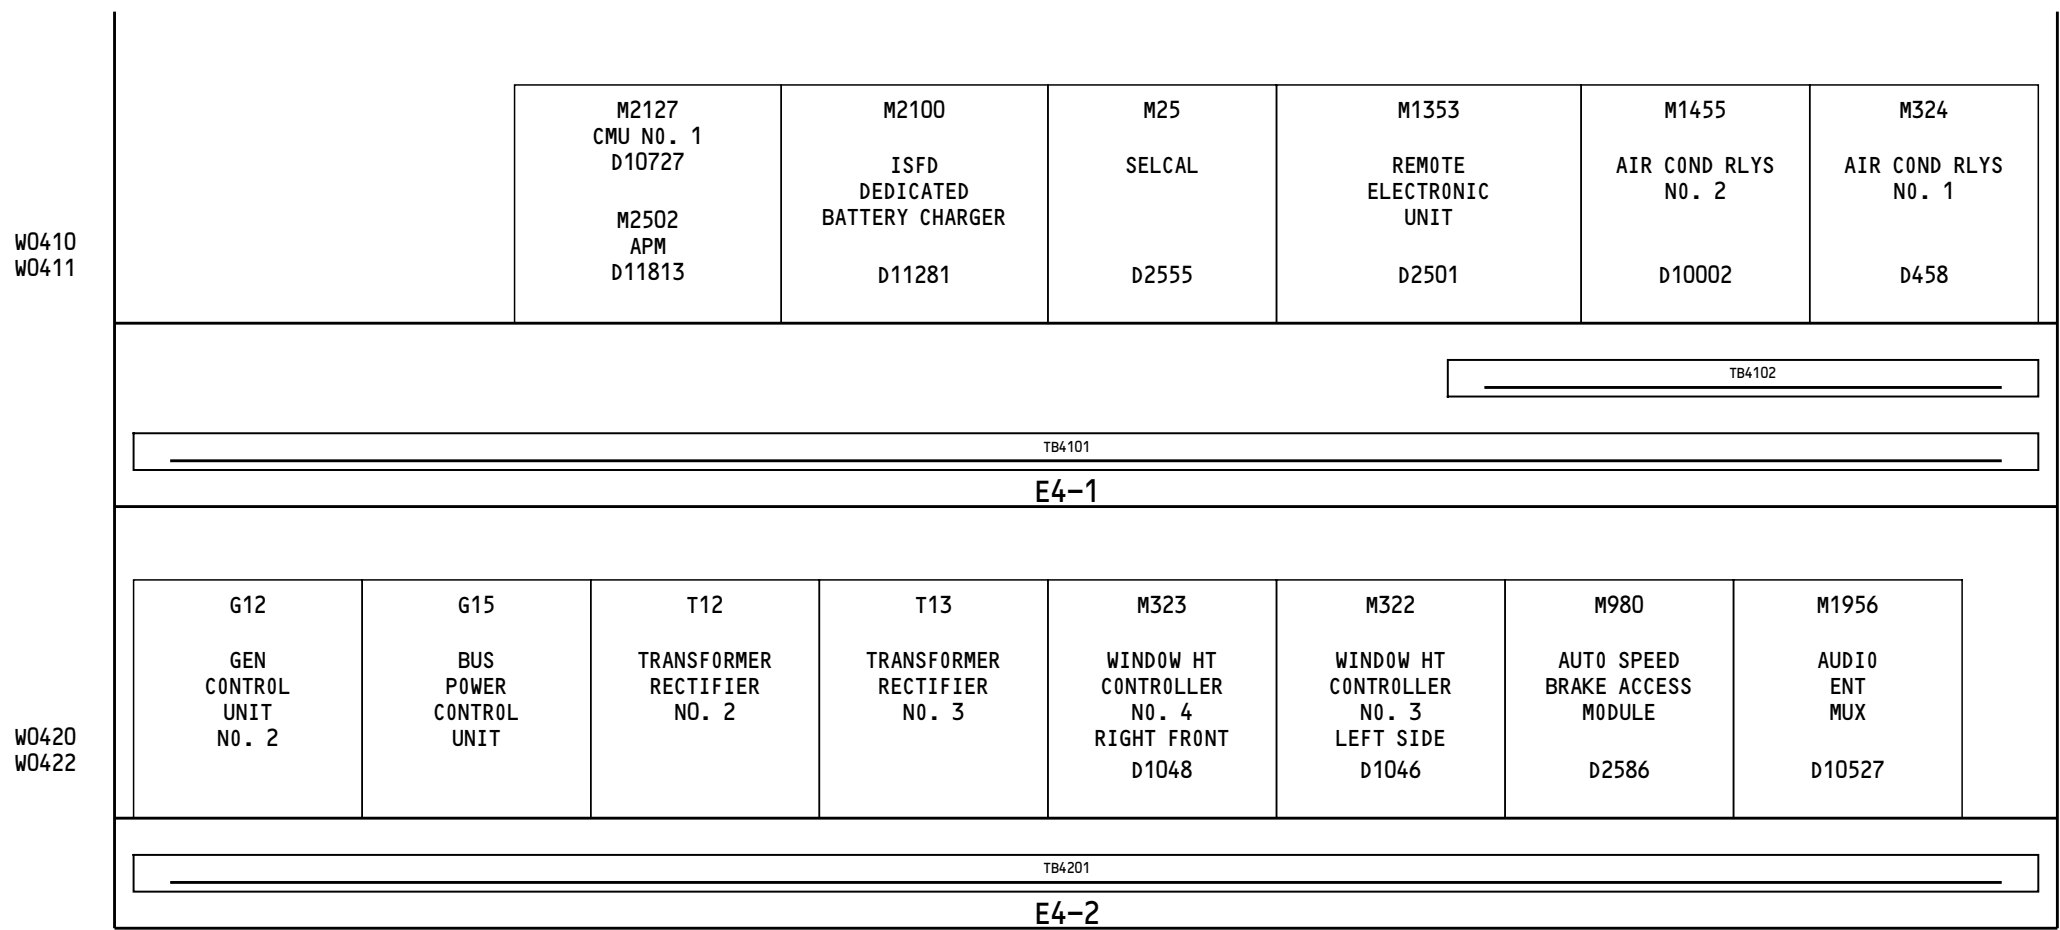 M2127
CMU NO. 1
D10727
M2502
APM
D11813
M2100
ISFD
DEDICATED
BATTERY CHARGER
D11281
M25
SELCAL
D2555
M1353
REMOTE
ELECTRONIC
UNIT
D2501
M1455
AIR COND RLYS
NO. 2
D10002
M324
AIR COND RLYS
NO. 1
D458
W0410
W0411
TB4102
TB4101
E4-1
G12
GEN
CONTROL
UNIT
NO. 2
G15
BUS
POWER
CONTROL
UNIT
T12
TRANSFORMER
RECTIFIER
NO. 2
T13
TRANSFORMER
RECTIFIER
NO. 3
M323
WINDOW HT
CONTROLLER
NO. 4
RIGHT FRONT
D1048
M322
WINDOW HT
CONTROLLER
NO. 3
LEFT SIDE
D1046
M980
AUTO SPEED
BRAKE ACCESS
MODULE
D2586
M1956
AUDIO
ENT
MUX
D10527
W0420
W0422
TB4201
E4-2